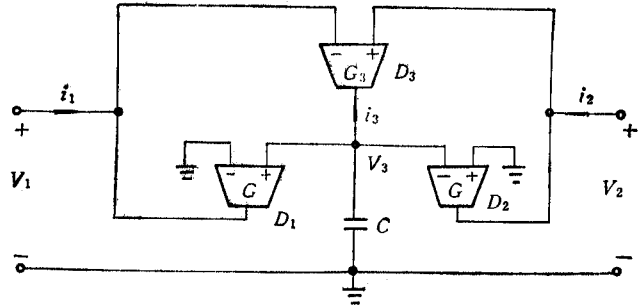 - +
G₃ D₃
i₁ i₂
i₃
+ +
- + V₃ - +
V₁ G G V₂
D₁ C D₂
- -